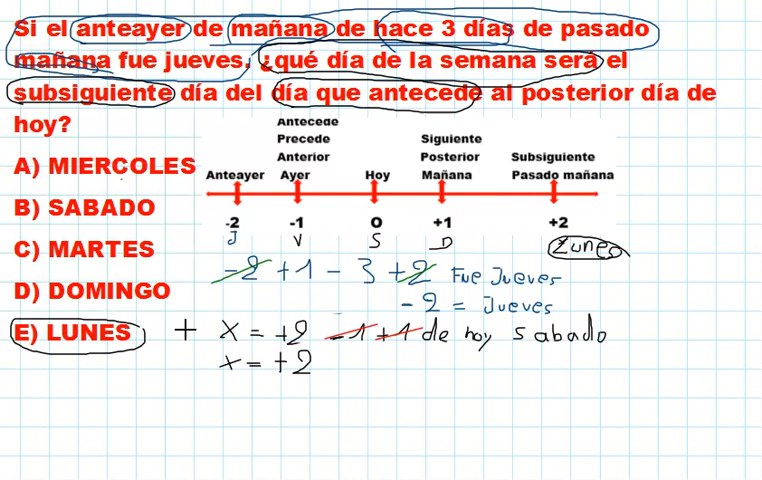 Si el anteayer de mañana de hace 3 días de pasado
mañana fue jueves, ¿qué día de la semana será el
subsiguiente día del día que antecede al posterior día de
hoy?
A) MIERCOLES
B) SABADO
C) MARTES
D) DOMINGO
E) LUNES
Antecede
Precede Siguiente
Anterior Posterior Subsiguiente
Anteayer Ayer Hoy Mañana Pasado mañana
-2 -1 0 +1 +2
J V S D Lunes
-2 +1 - 3 +2 Fue Jueves
-2 = Jueves
+ x = +2 -1 +1 de hoy sabado
x = +2